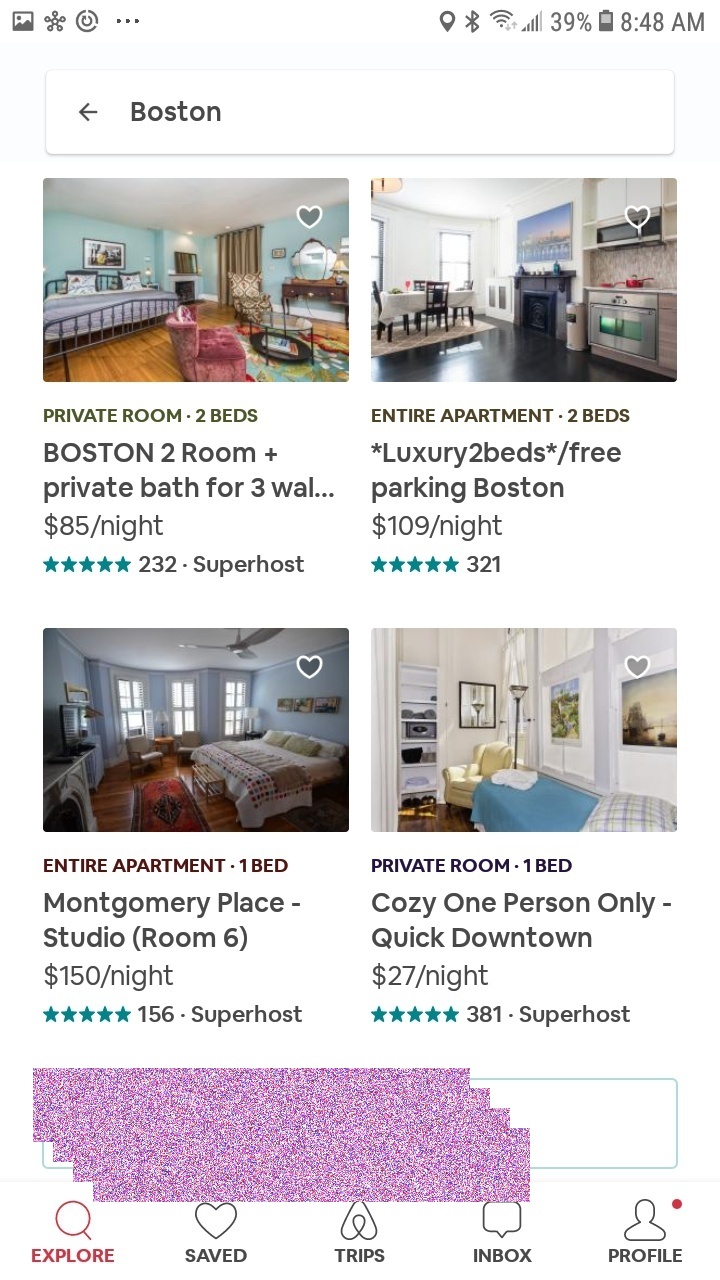 39% 8:48 AM
Boston
PRIVATE ROOM · 2 BEDS
BOSTON 2 Room +
private bath for 3 wal...
$85/night
232 · Superhost
ENTIRE APARTMENT · 2 BEDS
*Luxury2beds*/free
parking Boston
$109/night
321
ENTIRE APARTMENT · 1 BED
Montgomery Place -
Studio (Room 6)
$150/night
156 · Superhost
PRIVATE ROOM · 1 BED
Cozy One Person Only -
Quick Downtown
$27/night
381 · Superhost
EXPLORE
SAVED
TRIPS
INBOX
PROFILE